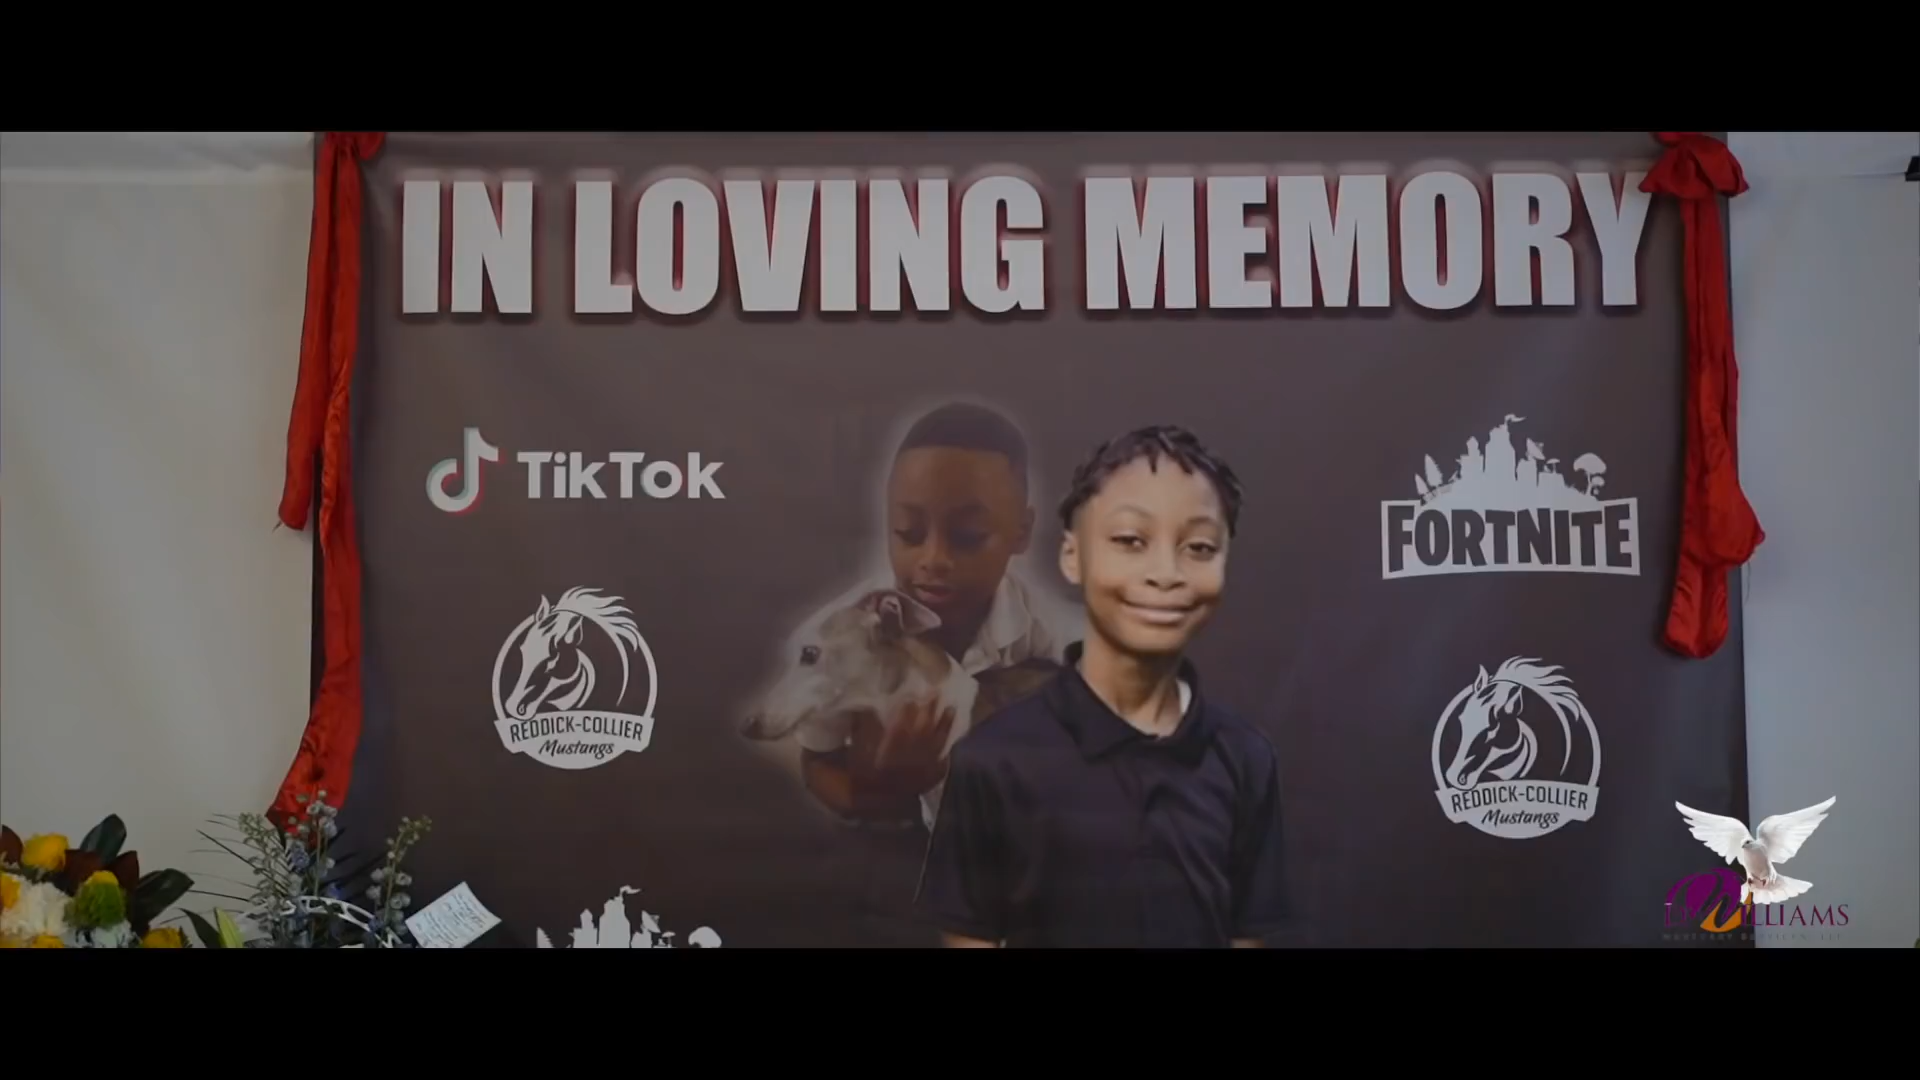 IN LOVING MEMORY
TikTok
FORTNITE
REDDICK-COLLIER
Mustangs
REDDICK-COLLIER
Mustangs
WILLIAMS